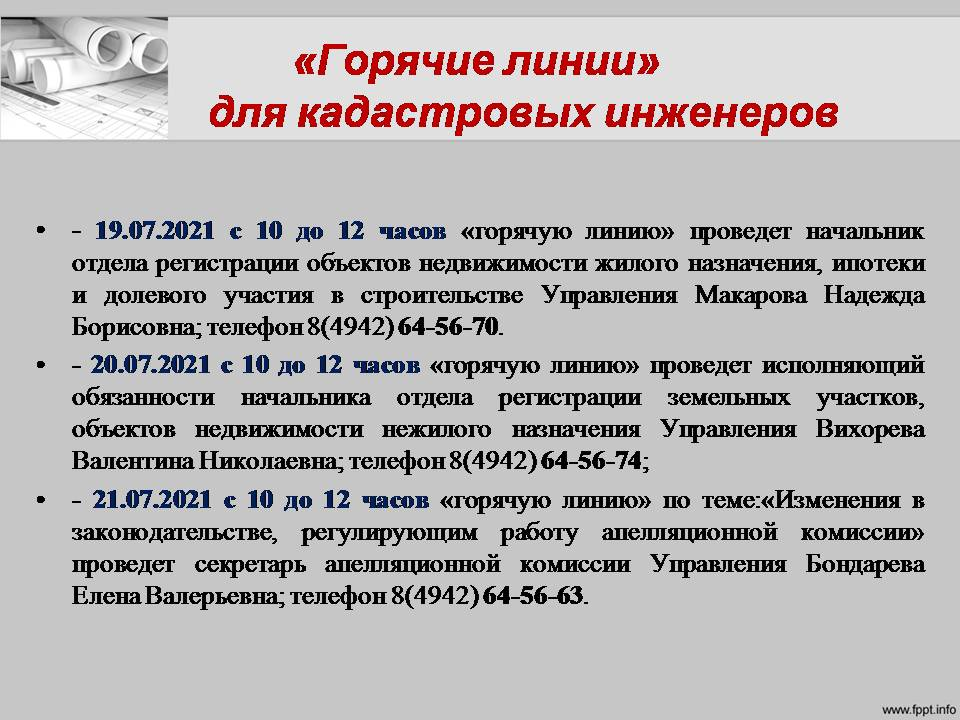 «Горячие линии»
для кадастровых инженеров
• - 19.07.2021 с 10 до 12 часов «горячую линию» проведет начальник
отдела регистрации объектов недвижимости жилого назначения, ипотеки
и долевого участия в строительстве Управления Макарова Надежда
Борисовна; телефон 8(4942) 64-56-70.
• - 20.07.2021 с 10 до 12 часов «горячую линию» проведет исполняющий
обязанности начальника отдела регистрации земельных участков,
объектов недвижимости нежилого назначения Управления Вихорева
Валентина Николаевна; телефон 8(4942) 64-56-74;
• - 21.07.2021 с 10 до 12 часов «горячую линию» по теме:«Изменения в
законодательстве, регулирующим работу апелляционной комиссии»
проведет секретарь апелляционной комиссии Управления Бондарева
Елена Валерьевна; телефон 8(4942) 64-56-63.
www.fppt.info